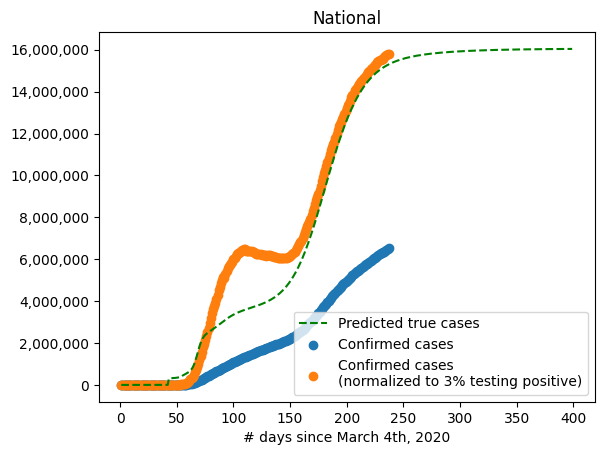 National
16,000,000
14,000,000
12,000,000
10,000,000
8,000,000
6,000,000
4,000,000
2,000,000
0
Predicted true cases
Confirmed cases
Confirmed cases
(normalized to 3% testing positive)
0 50 100 150 200 250 300 350 400
# days since March 4th, 2020